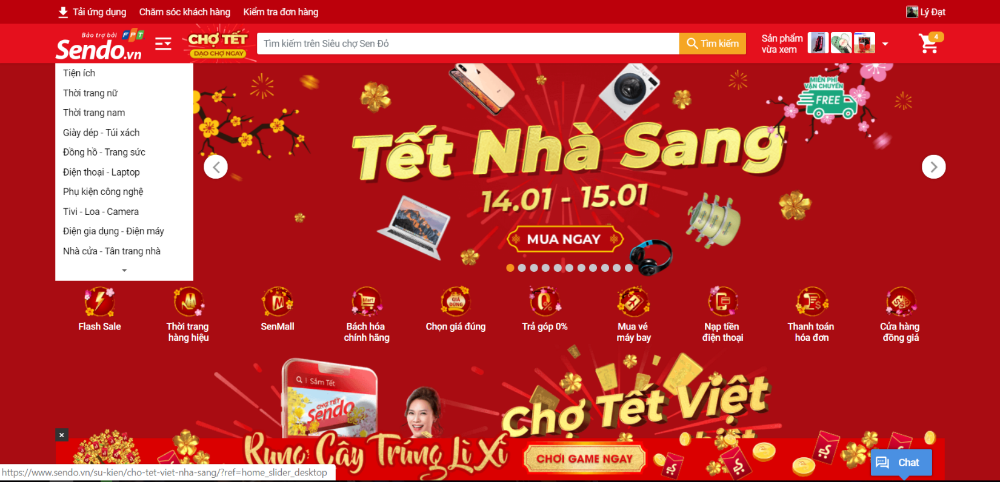 Tải ứng dụng
Chăm sóc khách hàng
Kiểm tra đơn hàng
Lý Đạt
Bảo trợ bởi FPT
Sendo.vn
CHỢ TẾT
DẠO CHỢ NGAY
Tìm kiếm trên Siêu chợ Sen Đỏ
Tìm kiếm
Sản phẩm
vừa xem
4
Tiện ích
Thời trang nữ
Thời trang nam
Giày dép - Túi xách
Đồng hồ - Trang sức
Điện thoại - Laptop
Phụ kiện công nghệ
Tivi - Loa - Camera
Điện gia dụng - Điện máy
Nhà cửa - Tân trang nhà
MIỄN PHÍ
VẬN CHUYỂN
FREE
Tết Nhà Sang
14.01 - 15.01
MUA NGAY
Mart
GIÁ
ĐÚNG
0%
Flash Sale
Thời trang
hàng hiệu
SenMall
Bách hóa
chính hãng
Chọn giá đúng
Trả góp 0%
Mua vé
máy bay
Nạp tiền
điện thoại
Thanh toán
hóa đơn
Cửa hàng
đồng giá
Sắm Tết
CHỢ TẾT
Sendo
Chợ Tết Việt
Rung Cây Trúng Lì Xì
CHƠI GAME NGAY
Chat
https://www.sendo.vn/su-kien/cho-tet-viet-nha-sang/?ref=home_slider_desktop